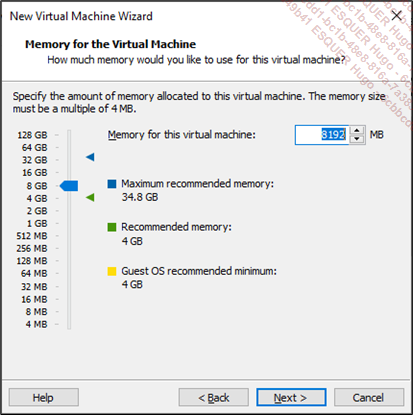 New Virtual Machine Wizard
Memory for the Virtual Machine
How much memory would you like to use for this virtual machine?
Specify the amount of memory allocated to this virtual machine. The memory size
must be a multiple of 4 MB.
128 GB
64 GB
32 GB
16 GB
8 GB
4 GB
2 GB
1 GB
512 MB
256 MB
128 MB
64 MB
32 MB
16 MB
8 MB
4 MB
Memory for this virtual machine:
8192
MB
Maximum recommended memory:
34.8 GB
Recommended memory:
4 GB
Guest OS recommended minimum:
4 GB
Help
< Back
Next >
Cancel
ESQUER Hugo